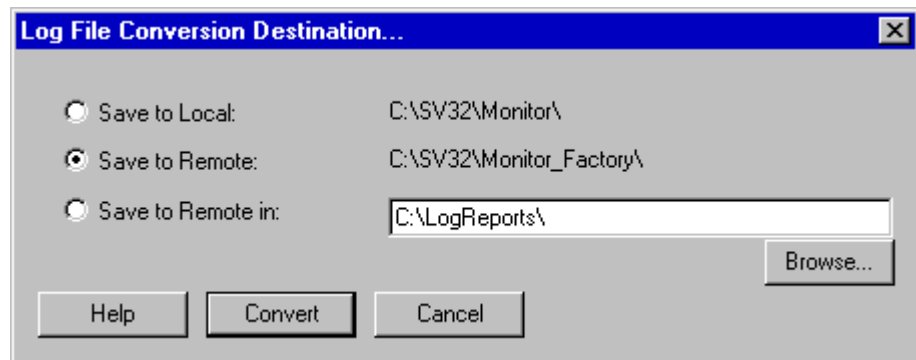 Log File Conversion Destination...
Save to Local: C:\SV32\Monitor\
Save to Remote: C:\SV32\Monitor_Factory\
Save to Remote in: C:\LogReports\
Browse...
Help Convert Cancel